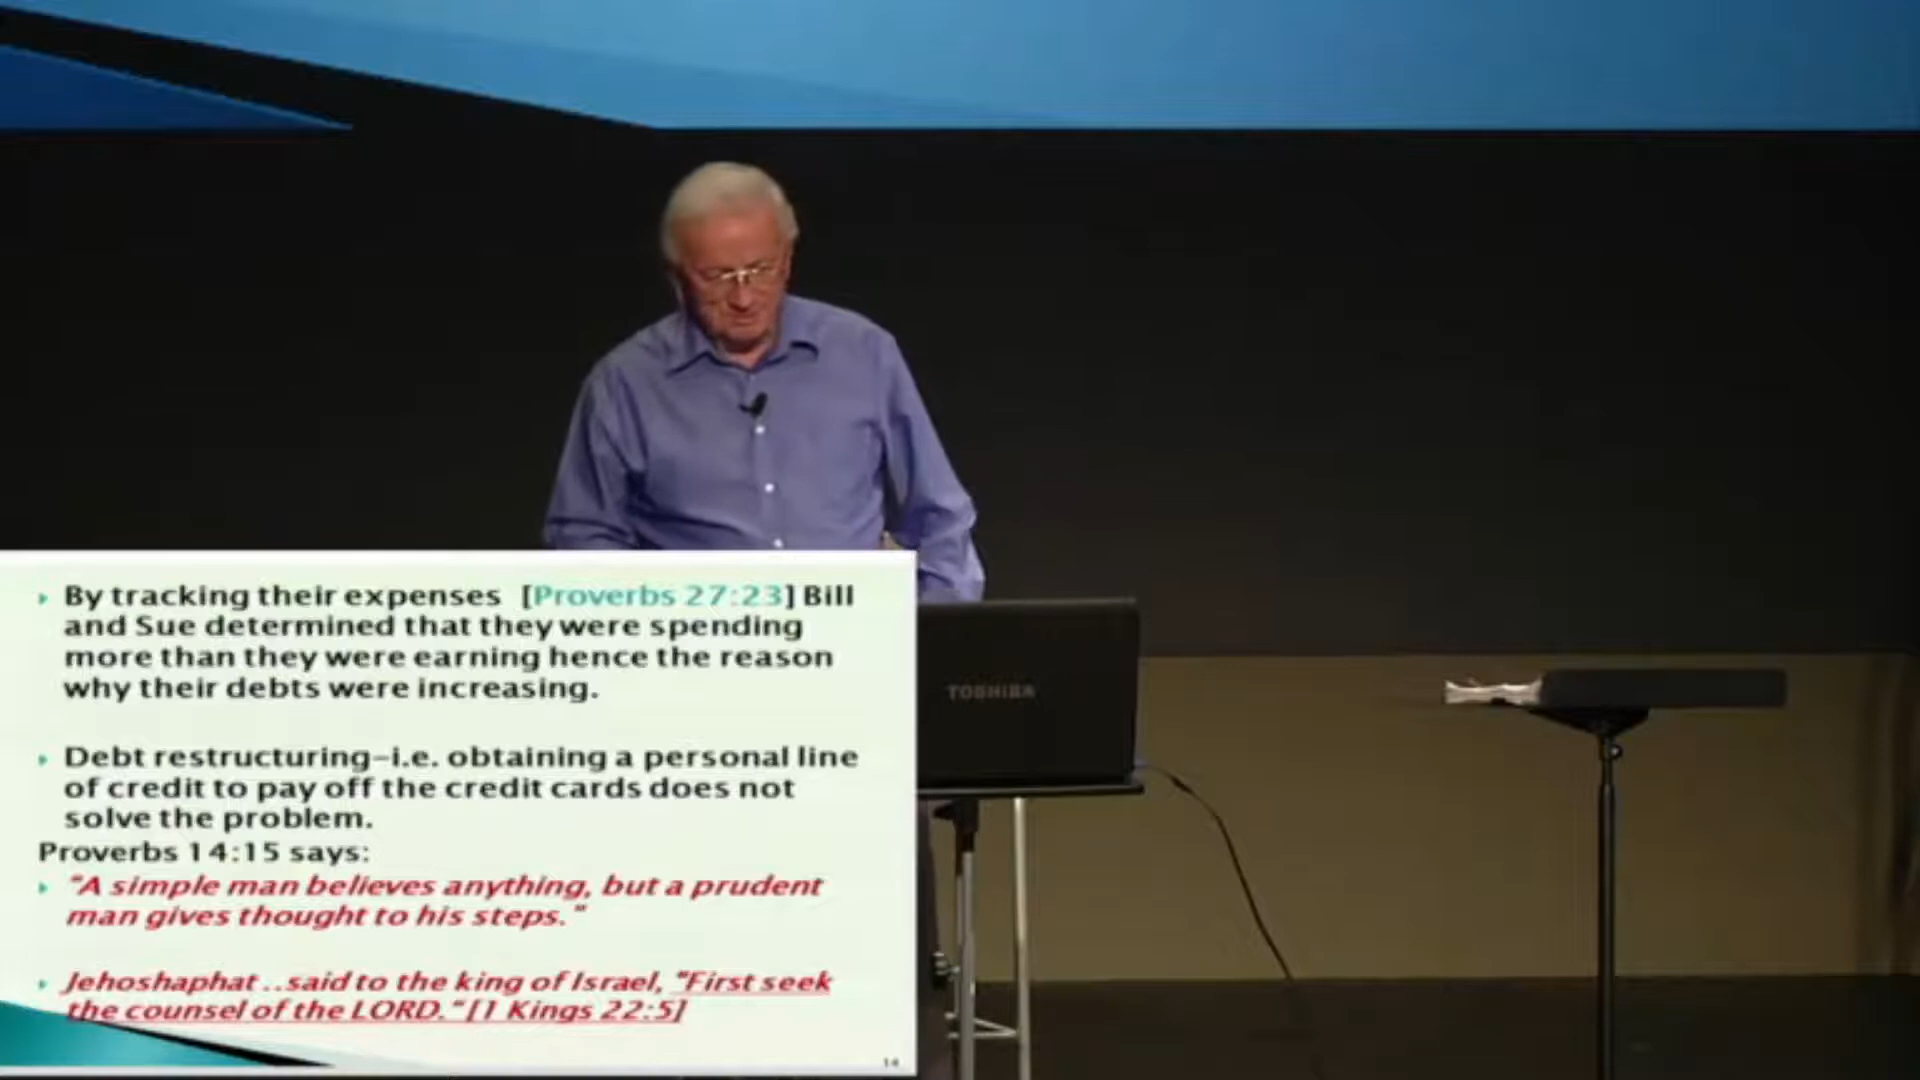 By tracking their expenses [Proverbs 27:23] Bill
and Sue determined that they were spending
more than they were earning hence the reason
why their debts were increasing.
Debt restructuring–i.e. obtaining a personal line
of credit to pay off the credit cards does not
solve the problem.
Proverbs 14:15 says:
"A simple man believes anything, but a prudent
man gives thought to his steps."
Jehoshaphat..said to the king of Israel, "First seek
the counsel of the LORD." [1 Kings 22:5]
14
TOSHIBA